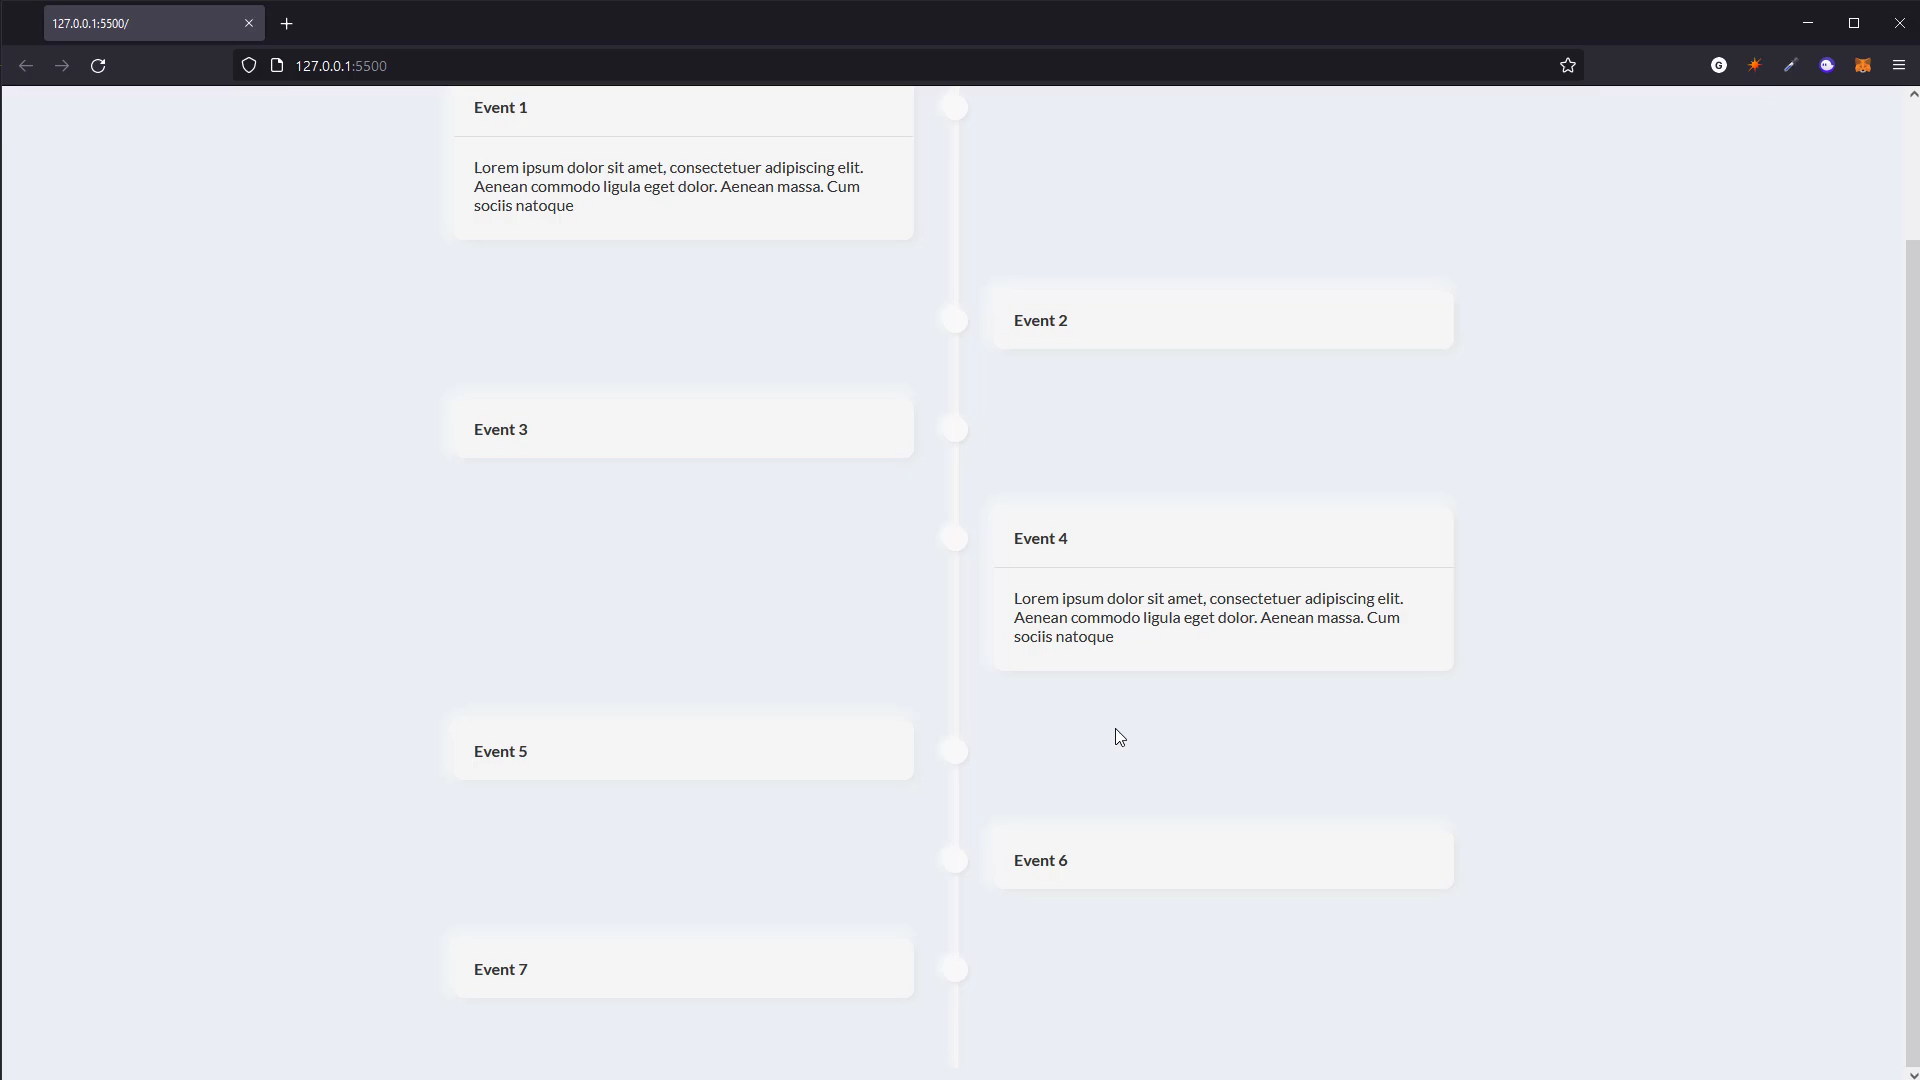 127.0.0.1:5500/
127.0.0.1:5500
G
Event 1
Lorem ipsum dolor sit amet, consectetuer adipiscing elit.
Aenean commodo ligula eget dolor. Aenean massa. Cum
sociis natoque
Event 2
Event 3
Event 4
Lorem ipsum dolor sit amet, consectetuer adipiscing elit.
Aenean commodo ligula eget dolor. Aenean massa. Cum
sociis natoque
Event 5
Event 6
Event 7